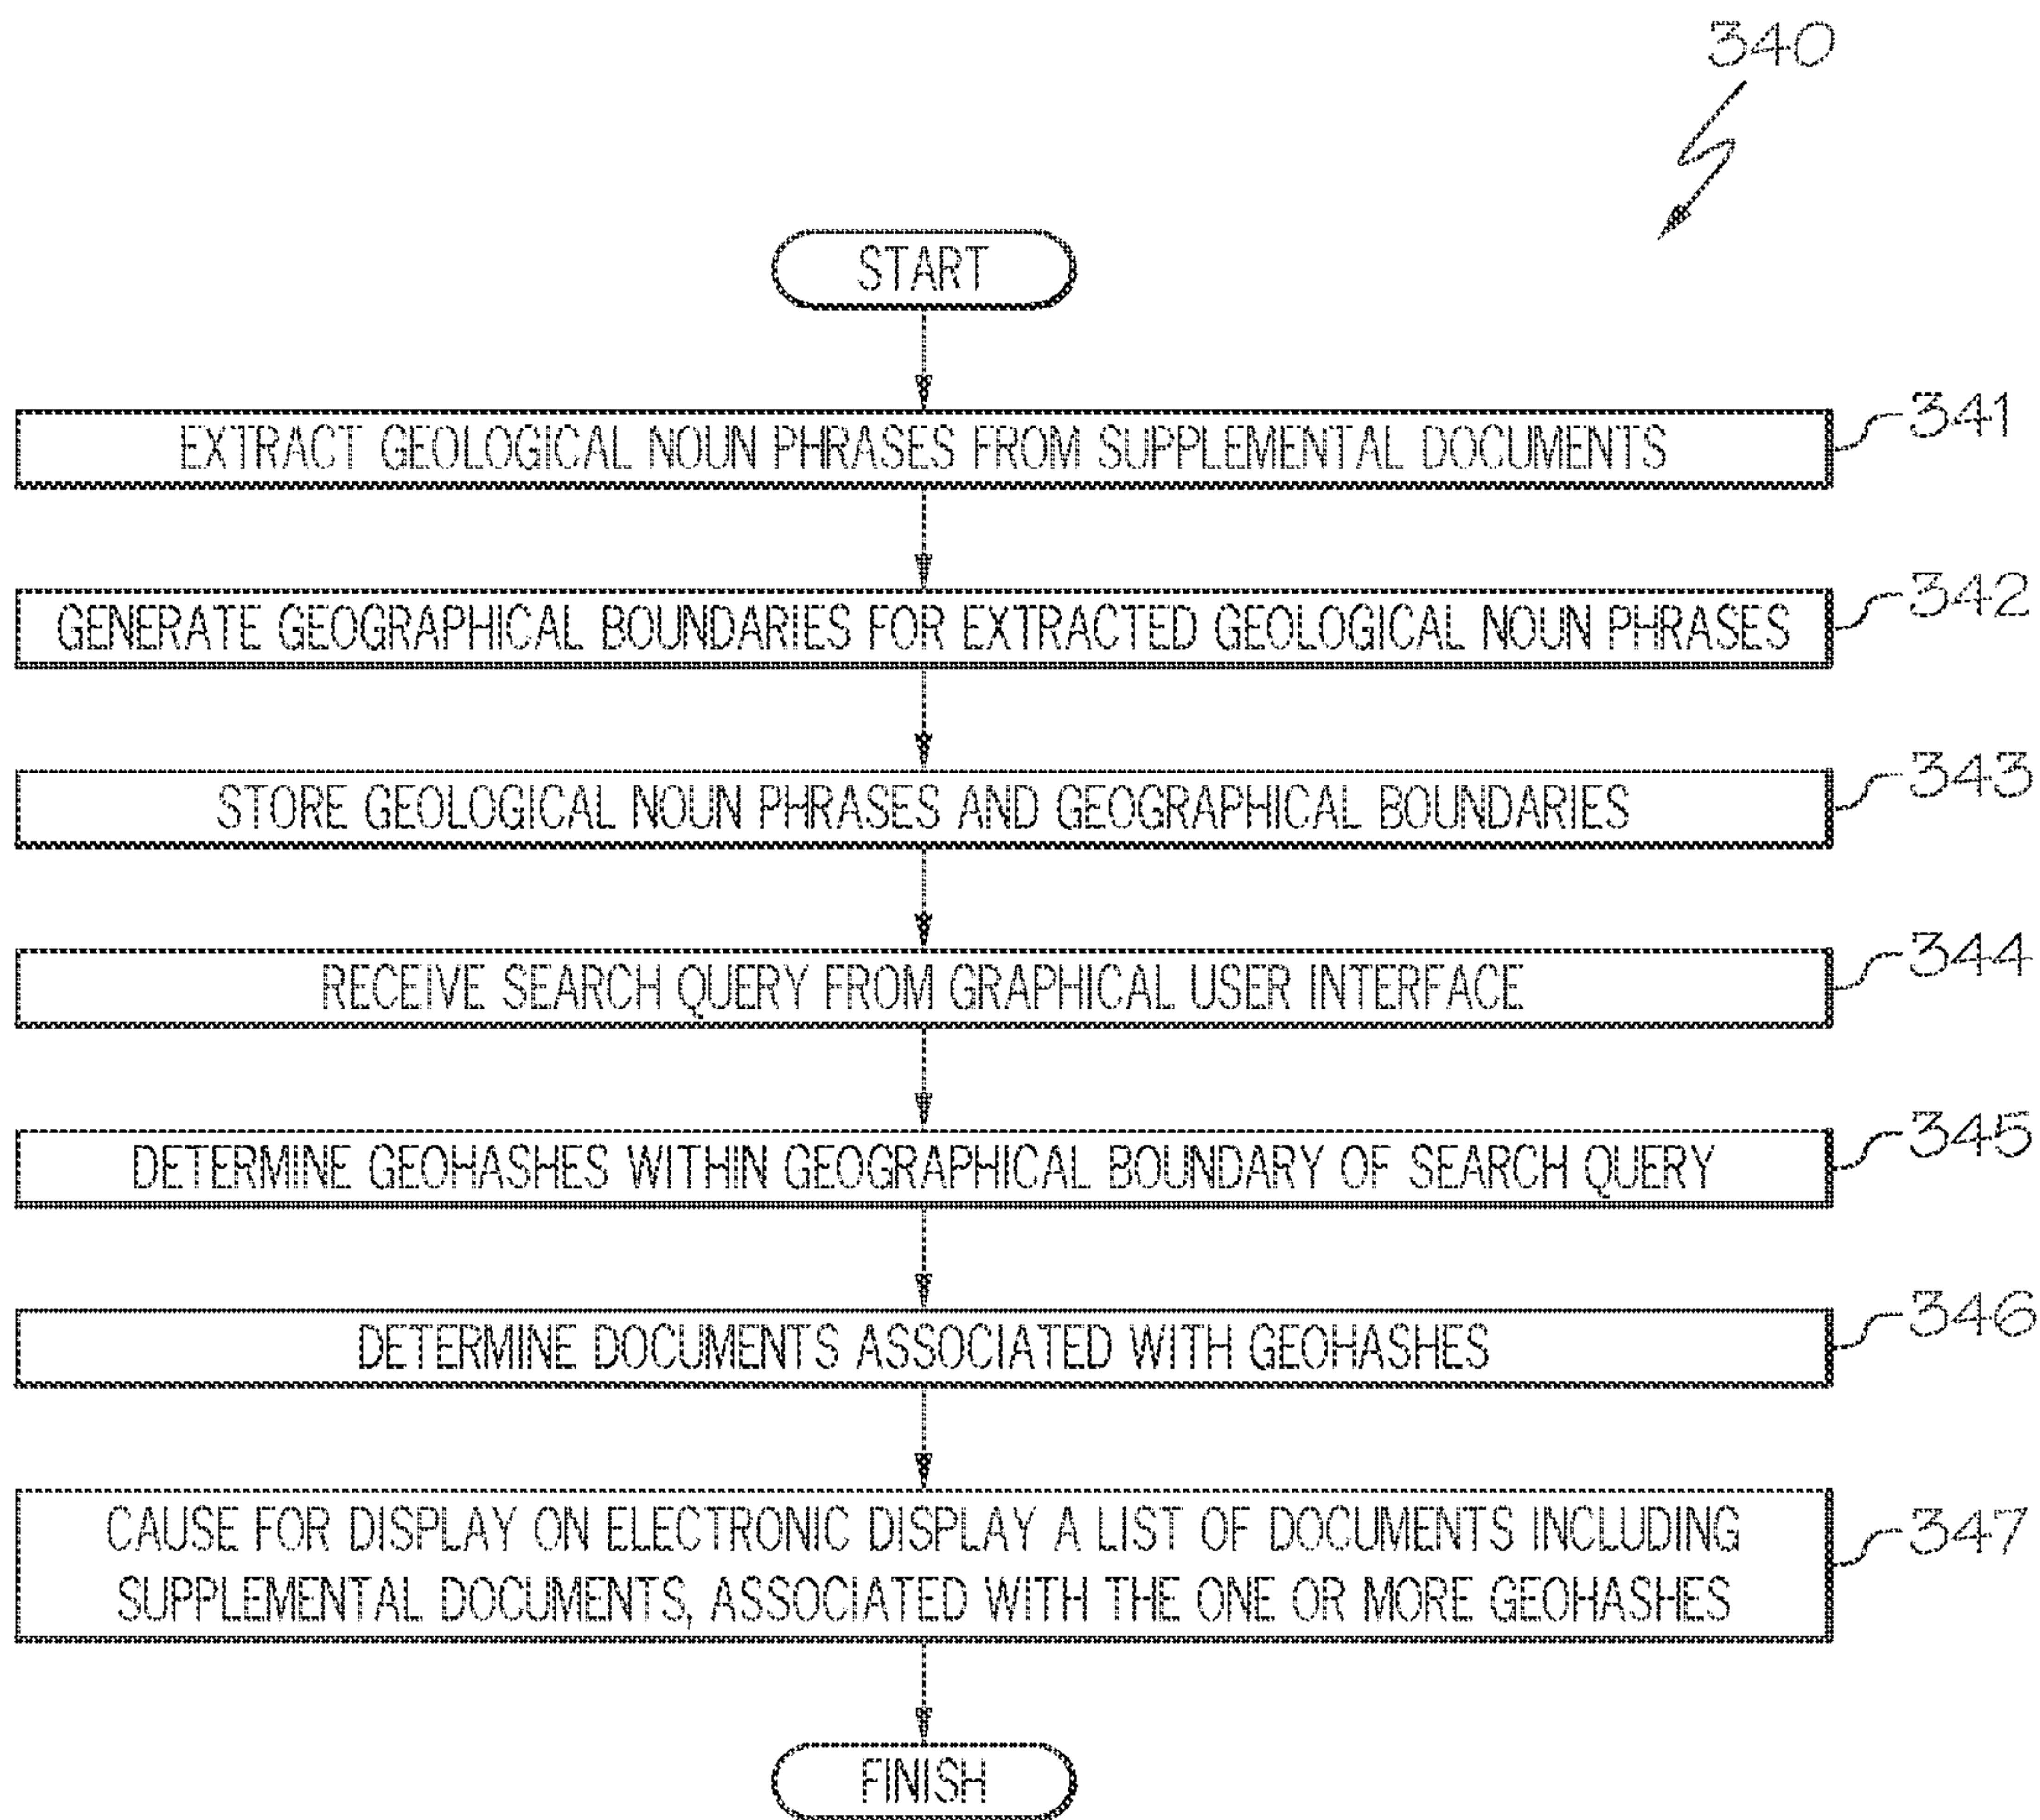 340
START
EXTRACT GEOLOGICAL NOUN PHRASES FROM SUPPLEMENTAL DOCUMENTS
341
GENERATE GEOGRAPHICAL BOUNDARIES FOR EXTRACTED GEOLOGICAL NOUN PHRASES
342
STORE GEOLOGICAL NOUN PHRASES AND GEOGRAPHICAL BOUNDARIES
343
RECEIVE SEARCH QUERY FROM GRAPHICAL USER INTERFACE
344
DETERMINE GEOHASHES WITHIN GEOGRAPHICAL BOUNDARY OF SEARCH QUERY
345
DETERMINE DOCUMENTS ASSOCIATED WITH GEOHASHES
346
CAUSE FOR DISPLAY ON ELECTRONIC DISPLAY A LIST OF DOCUMENTS INCLUDING
SUPPLEMENTAL DOCUMENTS, ASSOCIATED WITH THE ONE OR MORE GEOHASHES
347
FINISH